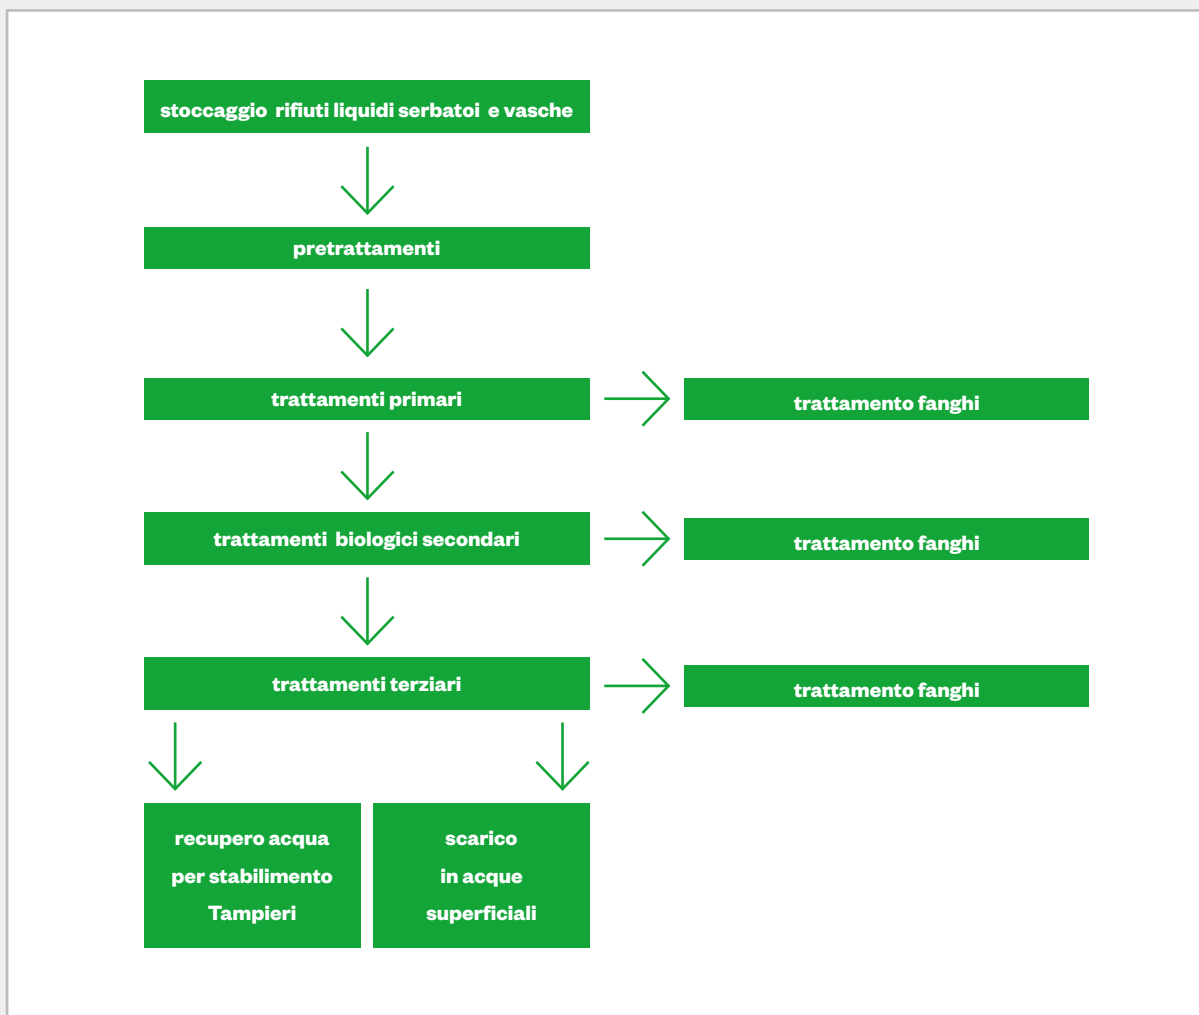 stoccaggio rifiuti liquidi serbatoi e vasche
pretrattamenti
trattamenti primari
trattamento fanghi
trattamenti biologici secondari
trattamento fanghi
trattamenti terziari
trattamento fanghi
recupero acqua
per stabilimento
Tampieri
scarico
in acque
superficiali